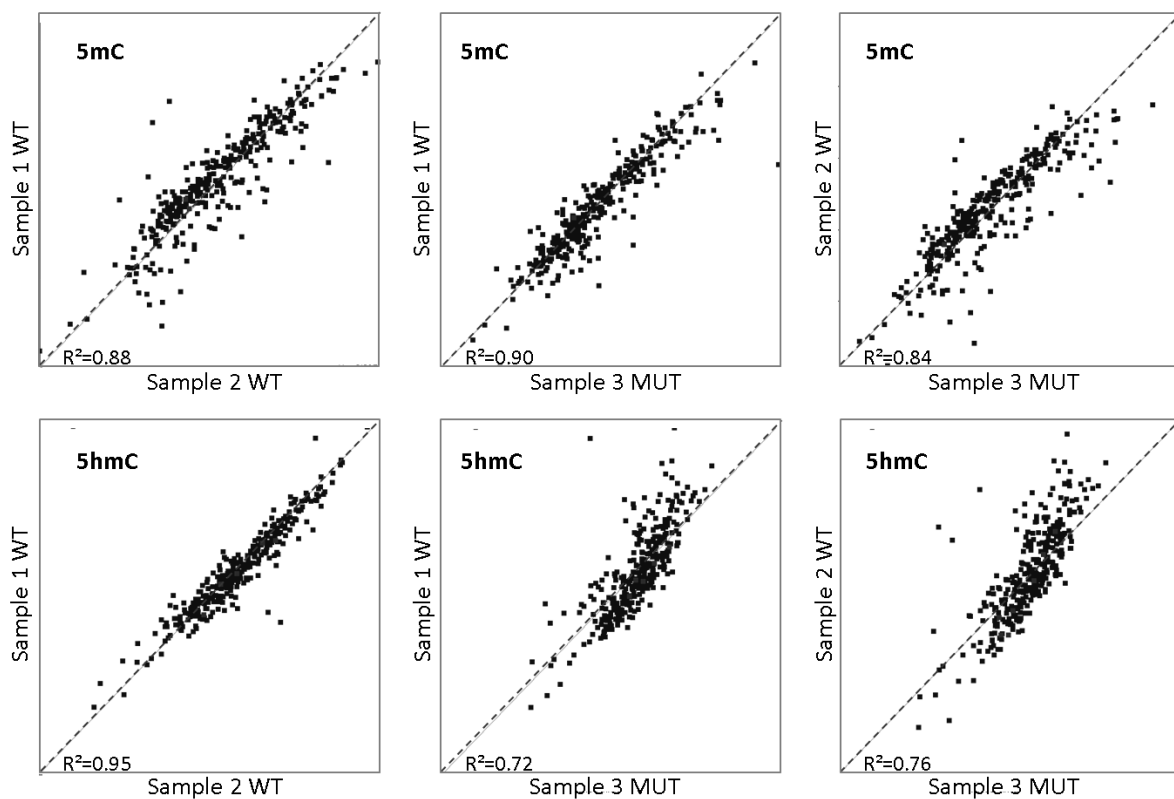 5mC
Sample 1 WT
R²=0.88
Sample 2 WT
5mC
Sample 1 WT
R²=0.90
Sample 3 MUT
5mC
Sample 2 WT
R²=0.84
Sample 3 MUT
5hmC
Sample 1 WT
R²=0.95
Sample 2 WT
5hmC
Sample 1 WT
R²=0.72
Sample 3 MUT
5hmC
Sample 2 WT
R²=0.76
Sample 3 MUT